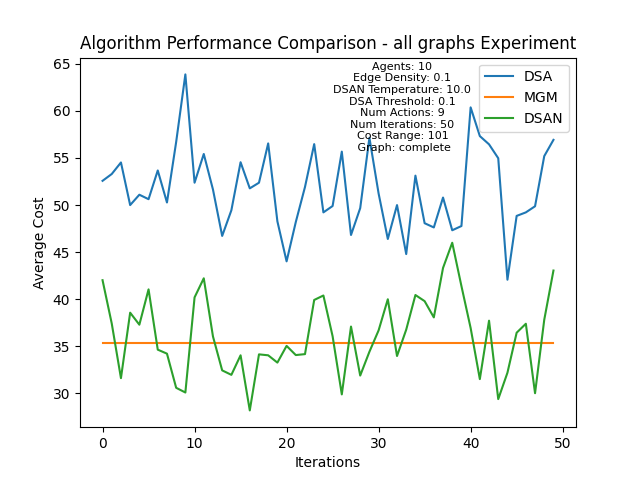 Algorithm Performance Comparison - all graphs Experiment
Agents: 10
Edge Density: 0.1
DSAN Temperature: 10.0
DSA Threshold: 0.1
Num Actions: 9
Num Iterations: 50
Cost Range: 101
Graph: complete
DSA
MGM
DSAN
65
60
55
50
45
40
35
30
Average Cost
0 10 20 30 40 50
Iterations